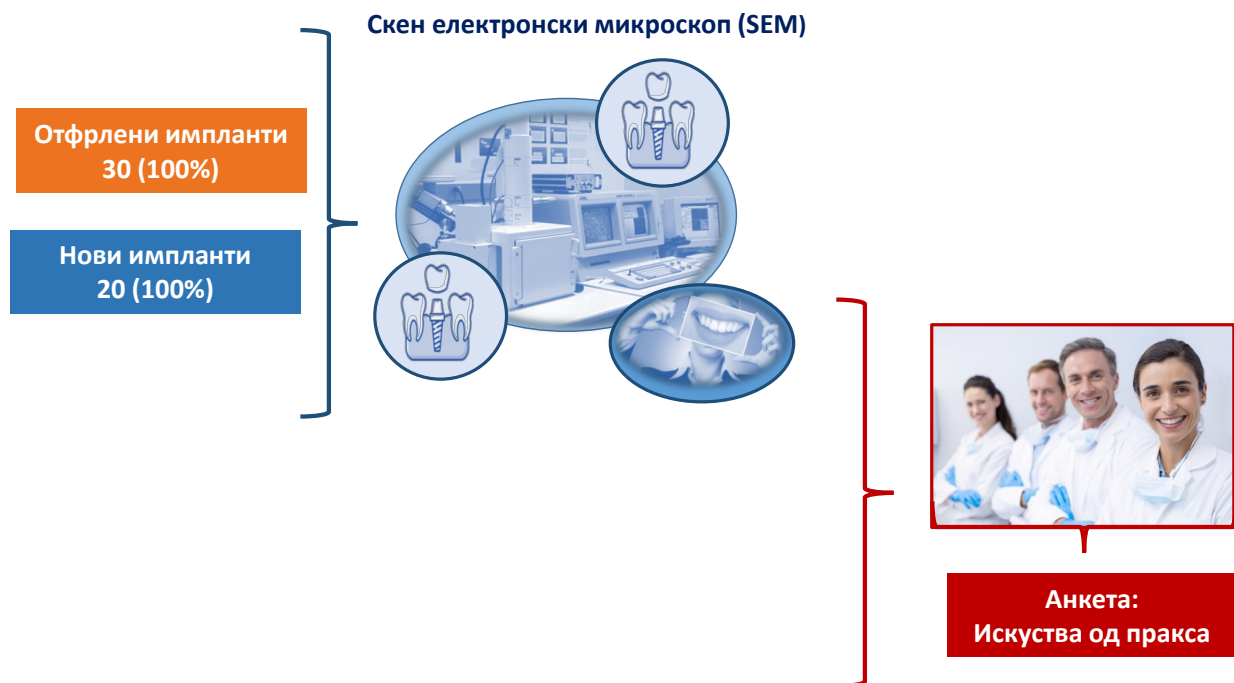 Скен електронски микроскоп (SEM)
Отфрлени импланти
30 (100%)
Нови импланти
20 (100%)
Анкета:
Искуства од пракса